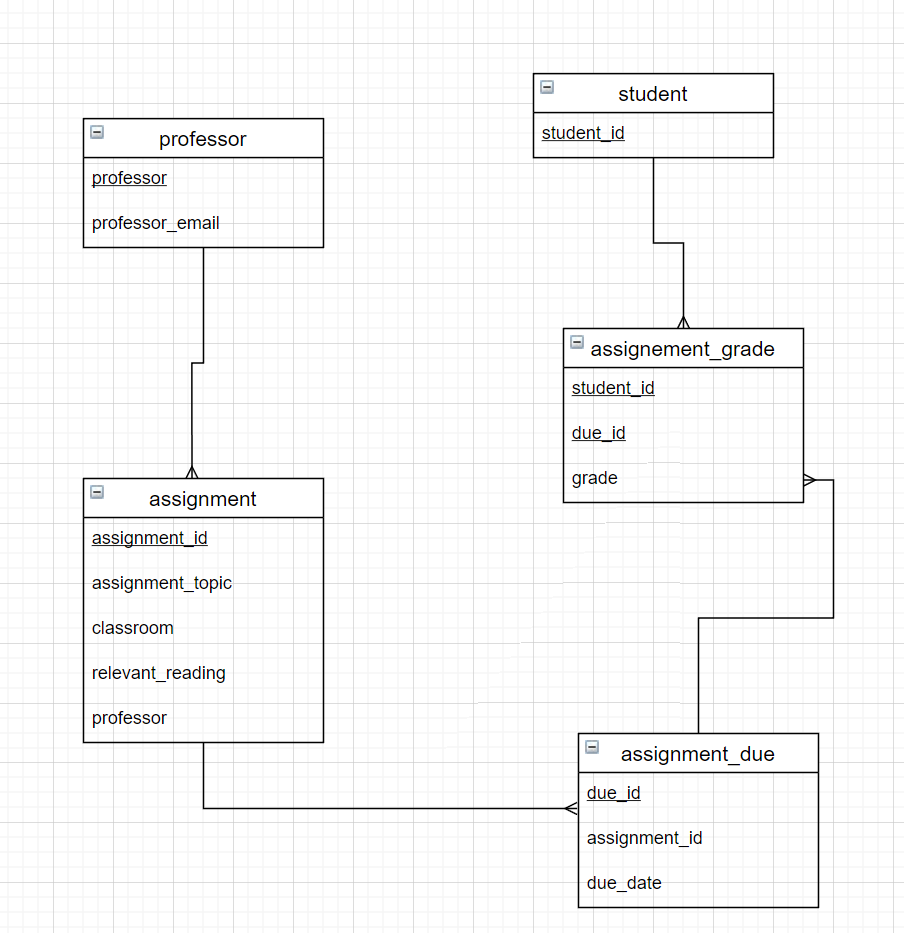 professor
professor
professor_email
student
student_id
assignement_grade
student_id
due_id
grade
assignment
assignment_id
assignment_topic
classroom
relevant_reading
professor
assignment_due
due_id
assignment_id
due_date